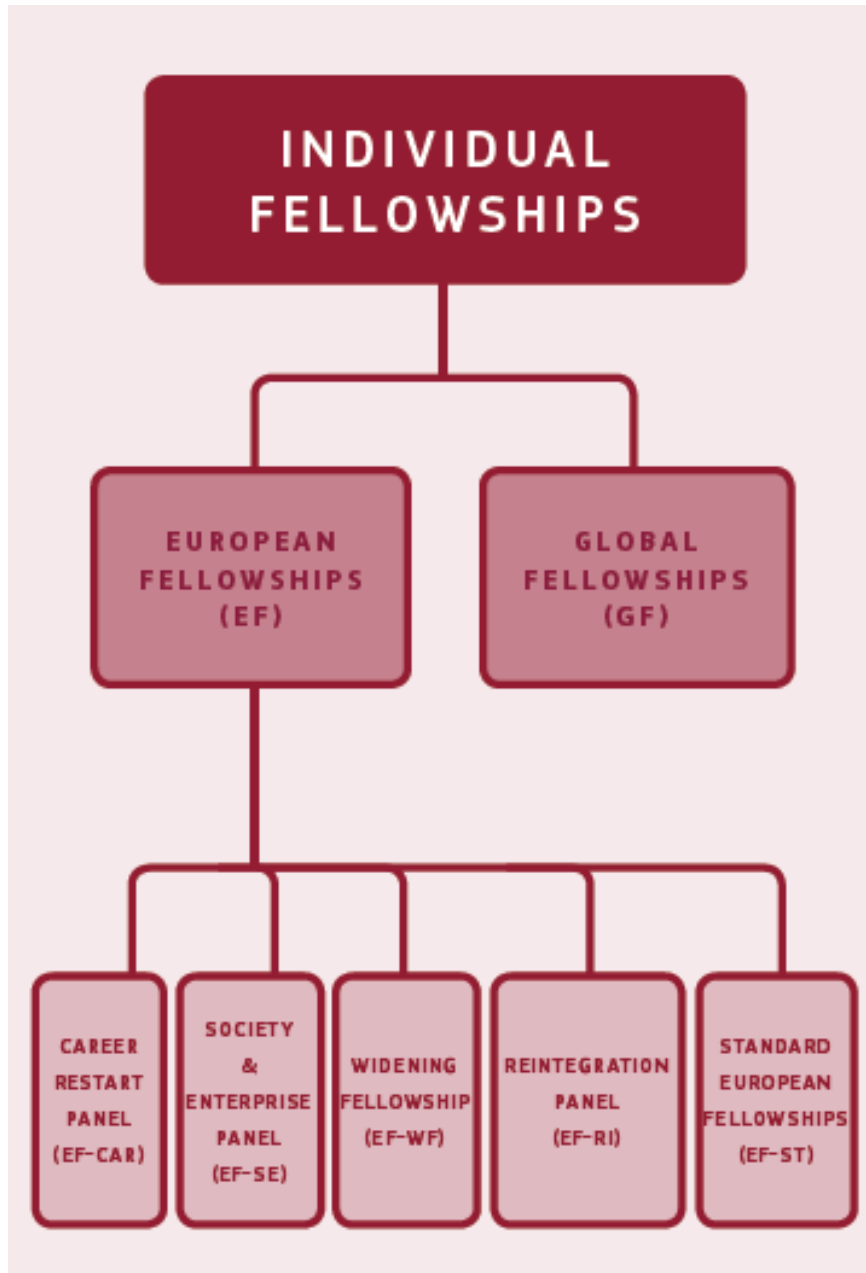 INDIVIDUAL
FELLOWSHIPS
EUROPEAN
FELLOWSHIPS
(EF)
GLOBAL
FELLOWSHIPS
(GF)
CAREER
RESTART
PANEL
(EF-CAR)
SOCIETY
&
ENTERPRISE
PANEL
(EF-SE)
WIDENING
FELLOWSHIP
(EF-WF)
REINTEGRATION
PANEL
(EF-RI)
STANDARD
EUROPEAN
FELLOWSHIPS
(EF-ST)